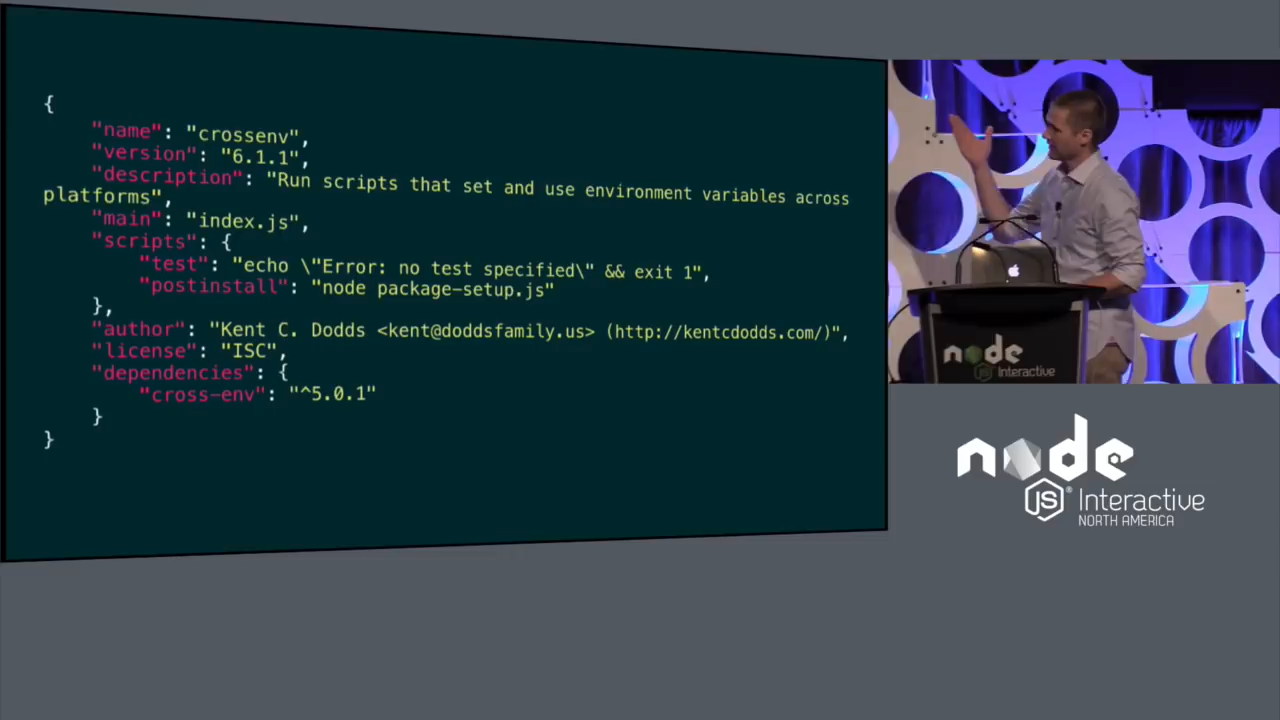 {
"name": "crossenv",
"version": "6.1.1",
"description": "Run scripts that set and use environment variables across
platforms",
"main": "index.js",
"scripts": {
"test": "echo \"Error: no test specified\" && exit 1",
"postinstall": "node package-setup.js"
},
"author": "Kent C. Dodds <kent@doddsfamily.us> (http://kentcdodds.com/)",
"license": "ISC",
"dependencies": {
"cross-env": "^5.0.1"
}
}
node
JS Interactive
node
JS® Interactive
NORTH AMERICA